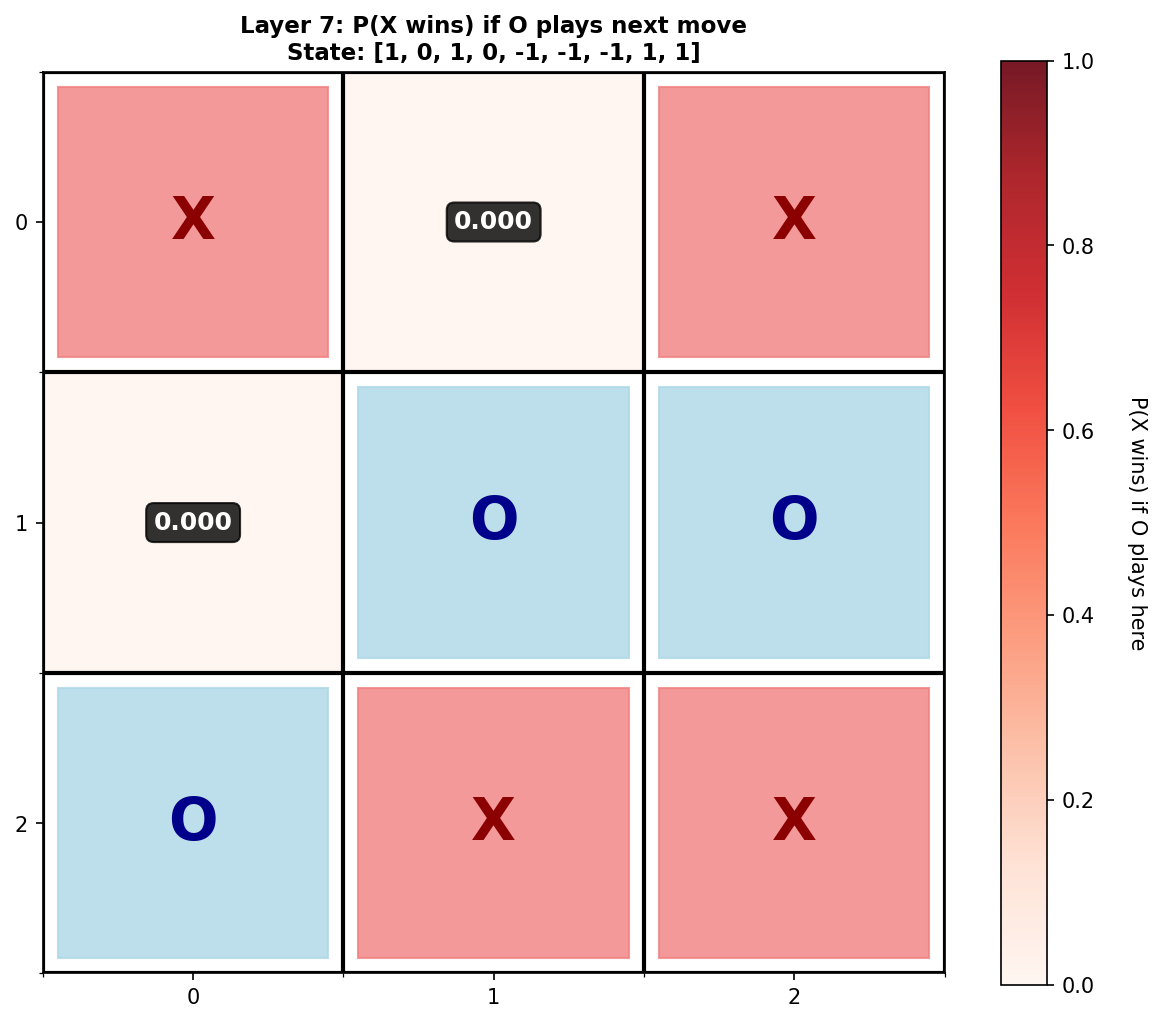 Layer 7: P(X wins) if O plays next move
State: [1, 0, 1, 0, -1, -1, -1, 1, 1]
X 0.000 X
0.000 O O
O X X
0
1
2
0 1 2
1.0
0.8
0.6
0.4
0.2
0.0
P(X wins) if O plays here